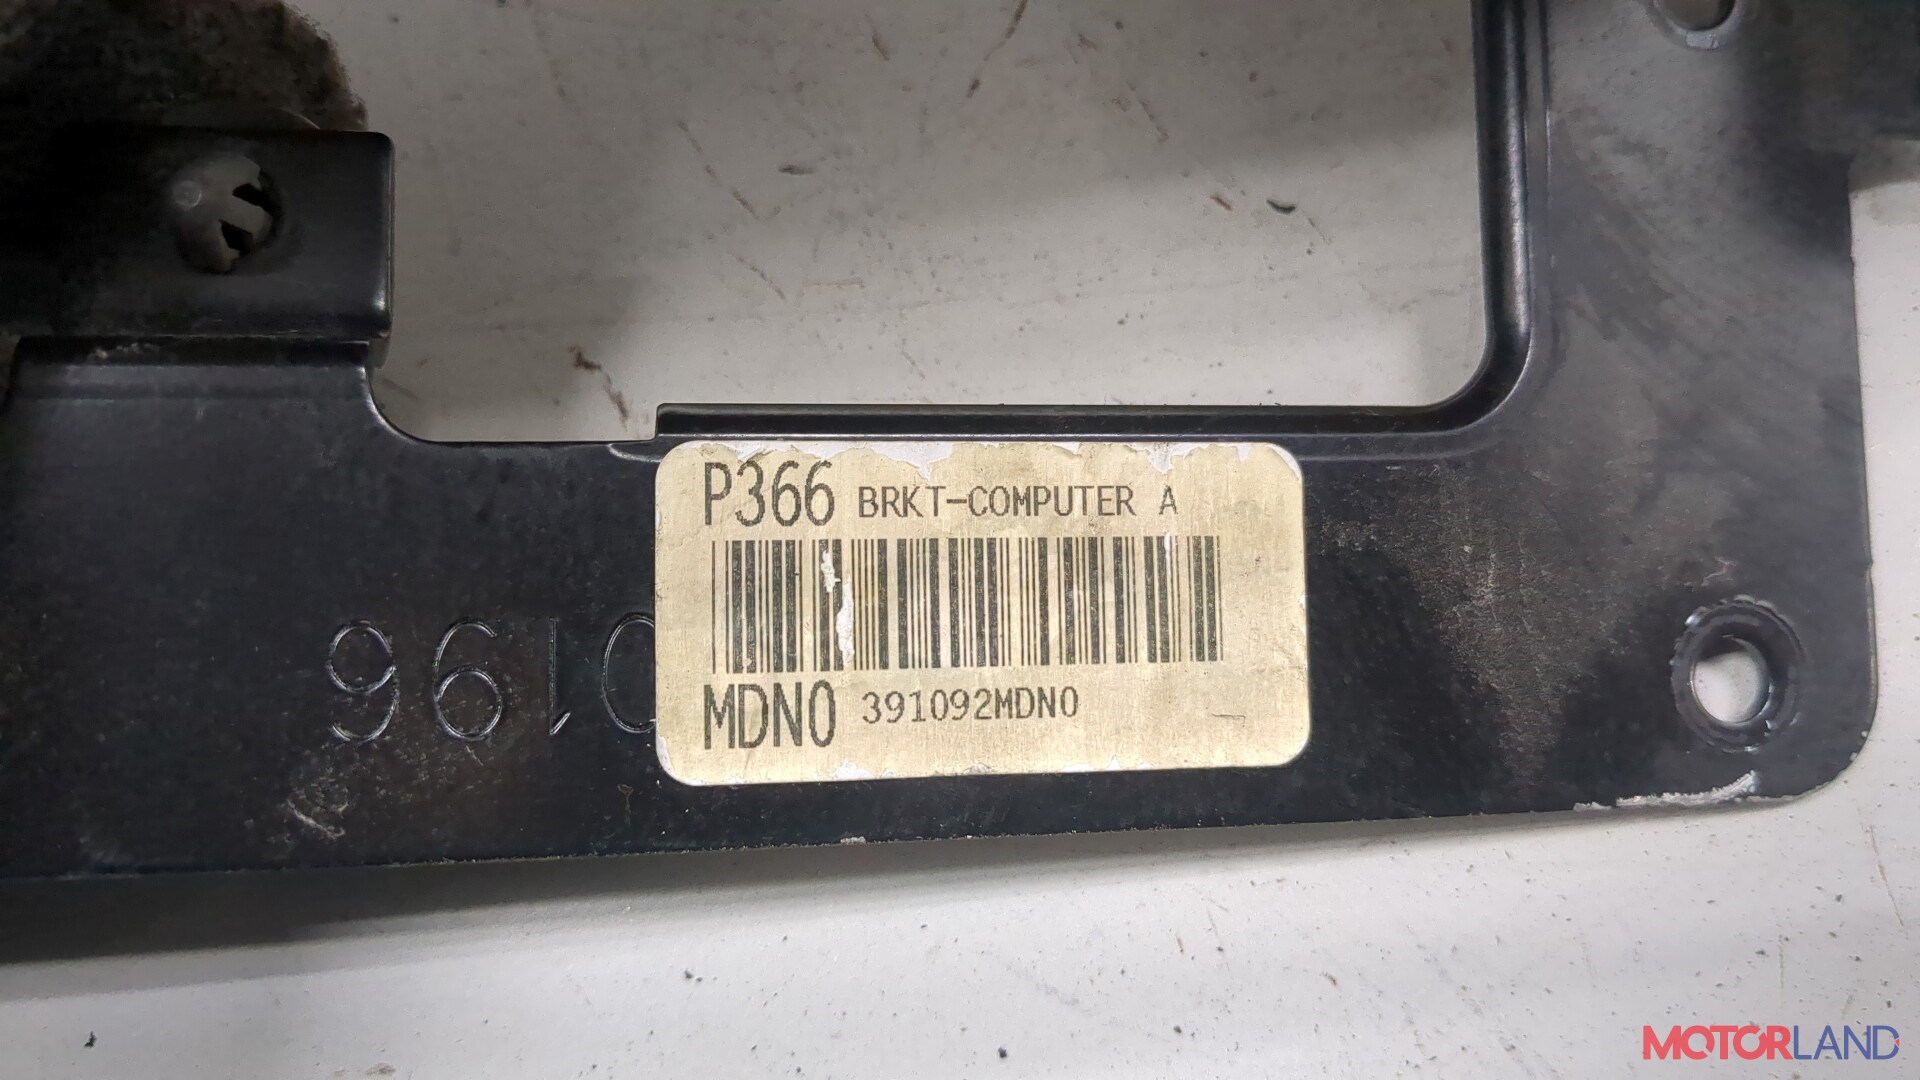 P366 BRKT-COMPUTER A
MDN0 391092MDN0
0196
MOTORLAND